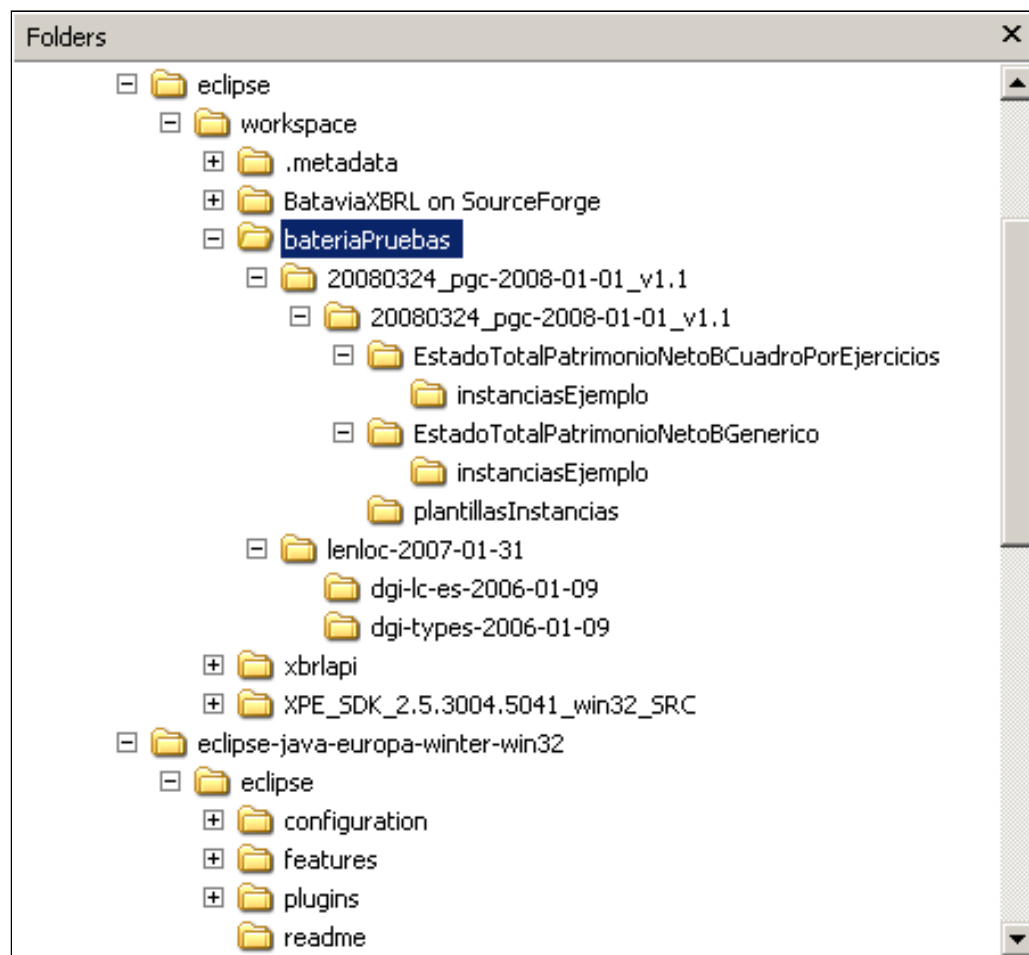 Folders
eclipse
workspace
.metadata
BataviaXBRL on SourceForge
bateriaPruebas
20080324_pgc-2008-01-01_v1.1
20080324_pgc-2008-01-01_v1.1
EstadoTotalPatrimonioNetoBCuadroPorEjercicios
instanciasEjemplo
EstadoTotalPatrimonioNetoBGenerico
instanciasEjemplo
plantillasInstancias
lenloc-2007-01-31
dgi-lc-es-2006-01-09
dgi-types-2006-01-09
xbrlapi
XPE_SDK_2.5.3004.5041_win32_SRC
eclipse-java-europa-winter-win32
eclipse
configuration
features
plugins
readme